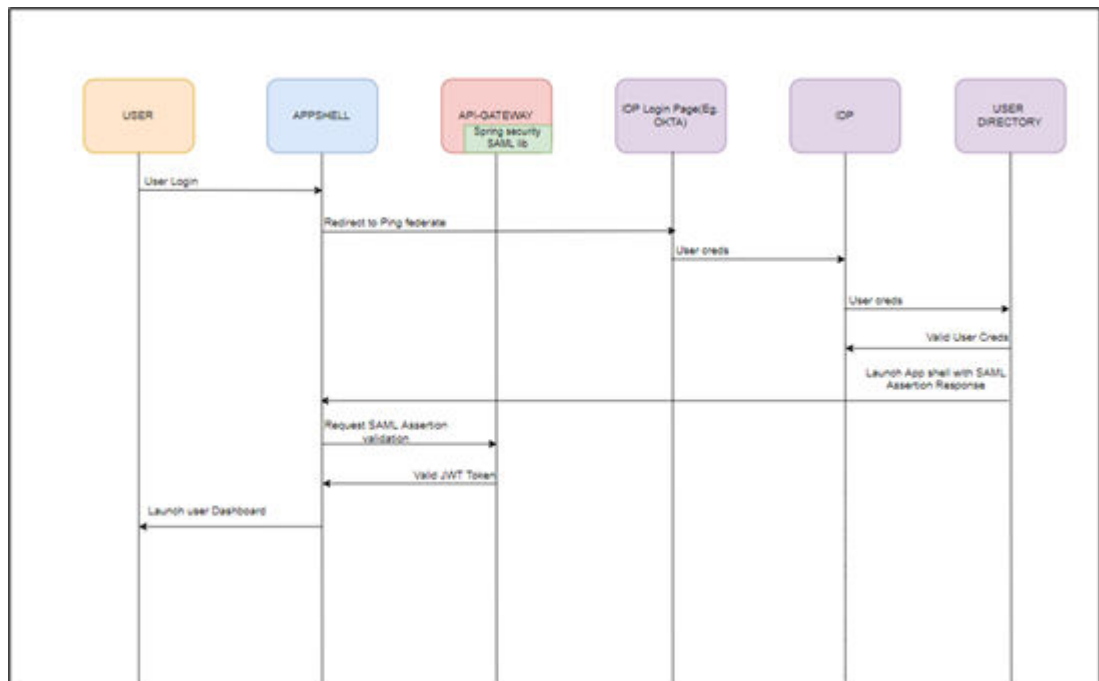 USER
APPSHELL
API-GATEWAY
Spring security
SAML lib
IDP Login Page(Eg.
OKTA)
IDP
USER
DIRECTORY
User Login
Redirect to Ping federate
User creds
User creds
Valid User Creds
Launch App shell with SAML
Assertion Response
Request SAML Assertion
validation
Valid JWT Token
Launch user Dashboard